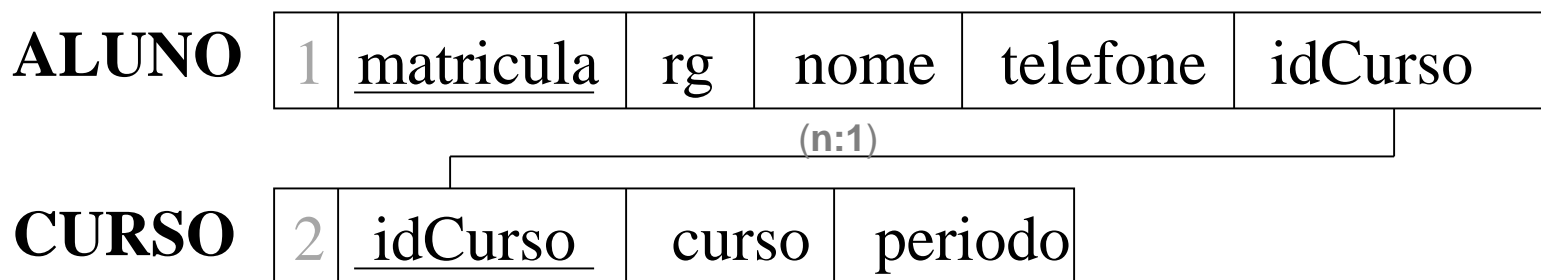 ALUNO 1 matricula rg nome telefone idCurso
(n:1)
CURSO 2 idCurso curso periodo